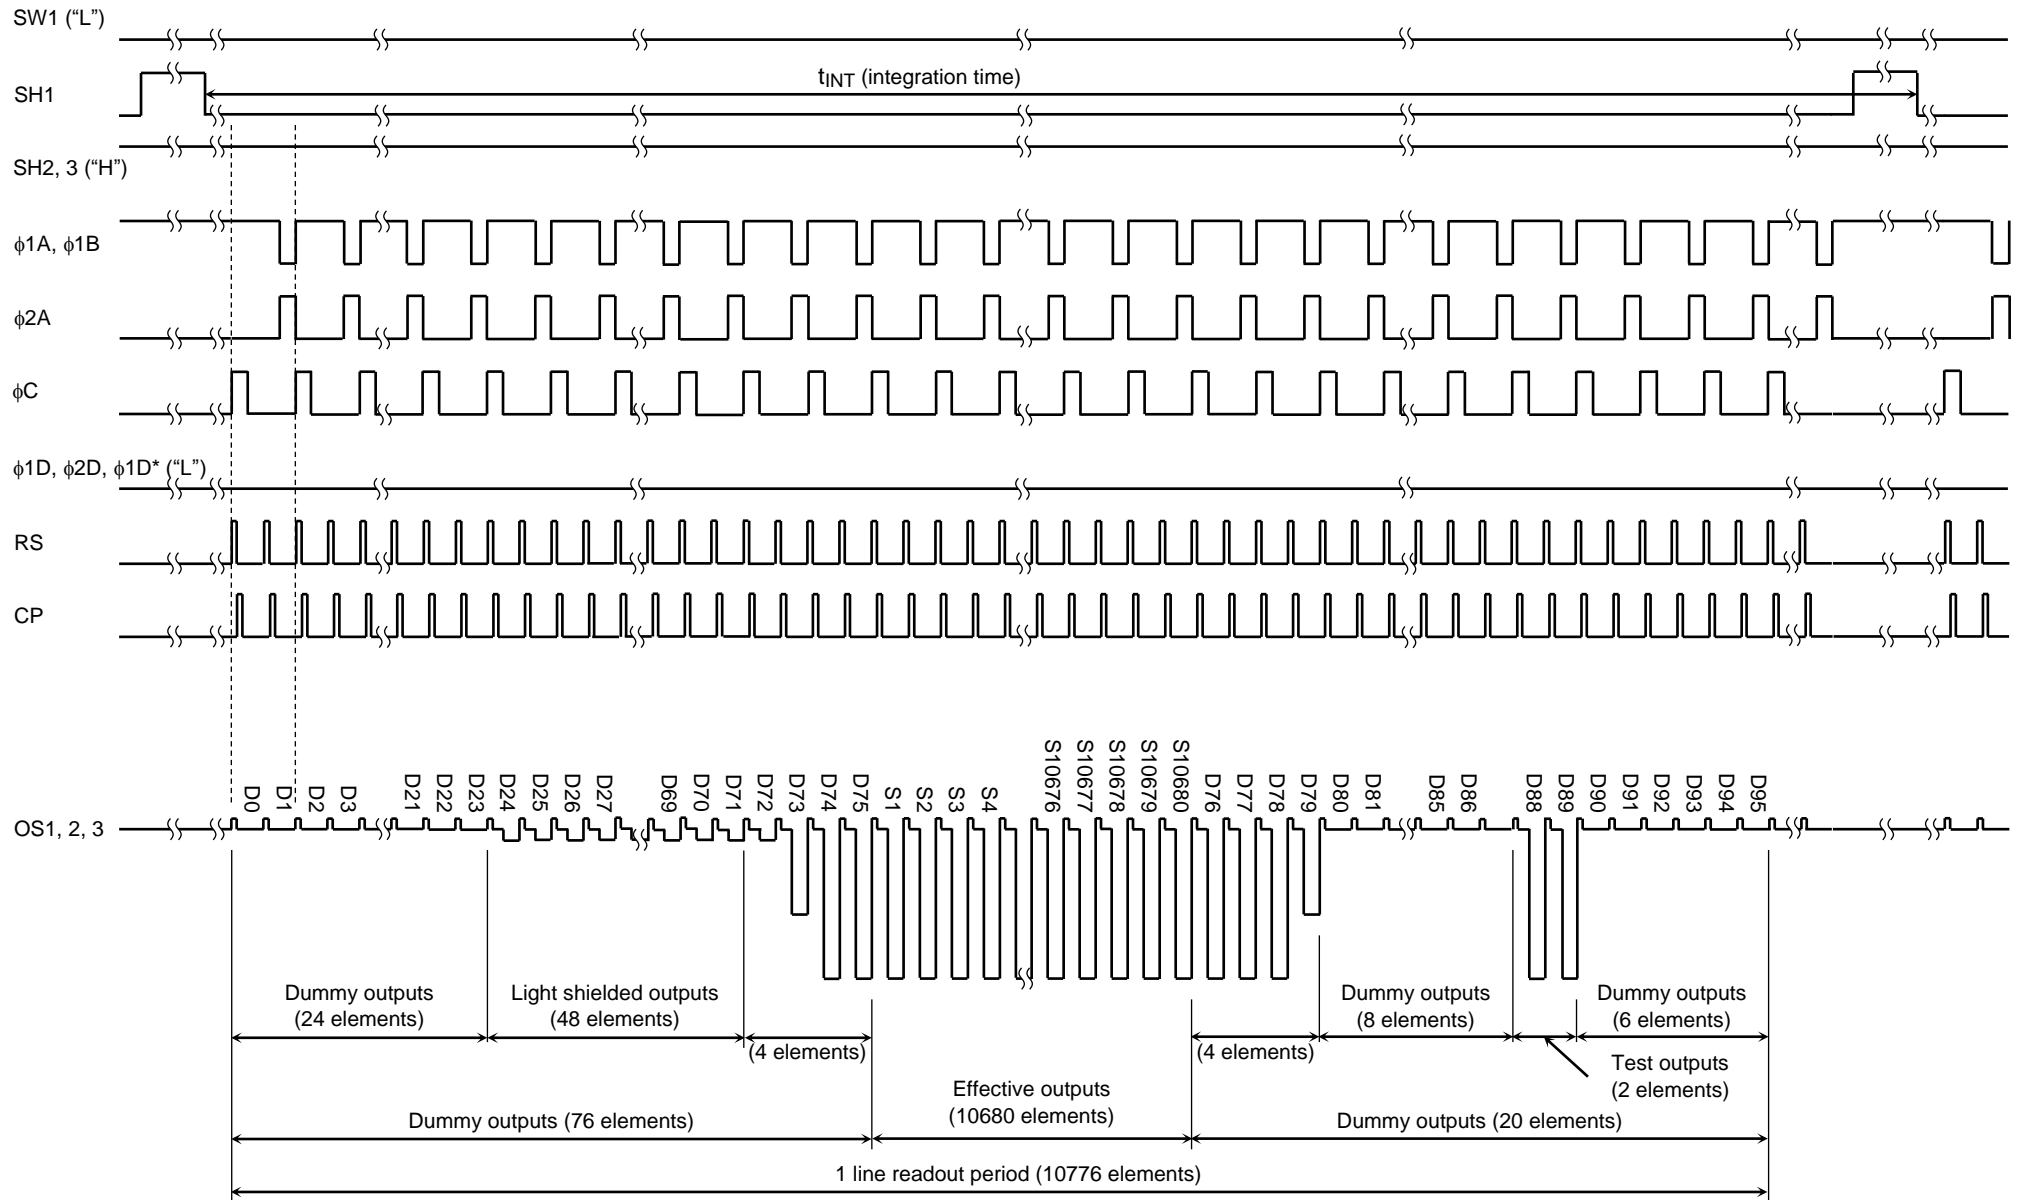 SW1 (“L”)
tINT (integration time)
SH1
SH2, 3 (“H”)
ϕ1A, ϕ1B
ϕ2A
ϕC
ϕ1D, ϕ2D, ϕ1D* (“L”)
RS
CP
D0
D1
D2
D3
D21
D22
D23
D24
D25
D26
D27
D69
D70
D71
D72
D73
D74
D75
S1
S2
S3
S4
S10676
S10677
S10678
S10679
S10680
D76
D77
D78
D79
D80
D81
D85
D86
D88
D89
D90
D91
D92
D93
D94
D95
OS1, 2, 3
Dummy outputs
(24 elements)
Light shielded outputs
(48 elements)
(4 elements)
(4 elements)
Dummy outputs
(8 elements)
Dummy outputs
(6 elements)
Test outputs
(2 elements)
Effective outputs
(10680 elements)
Dummy outputs (76 elements)
Dummy outputs (20 elements)
1 line readout period (10776 elements)